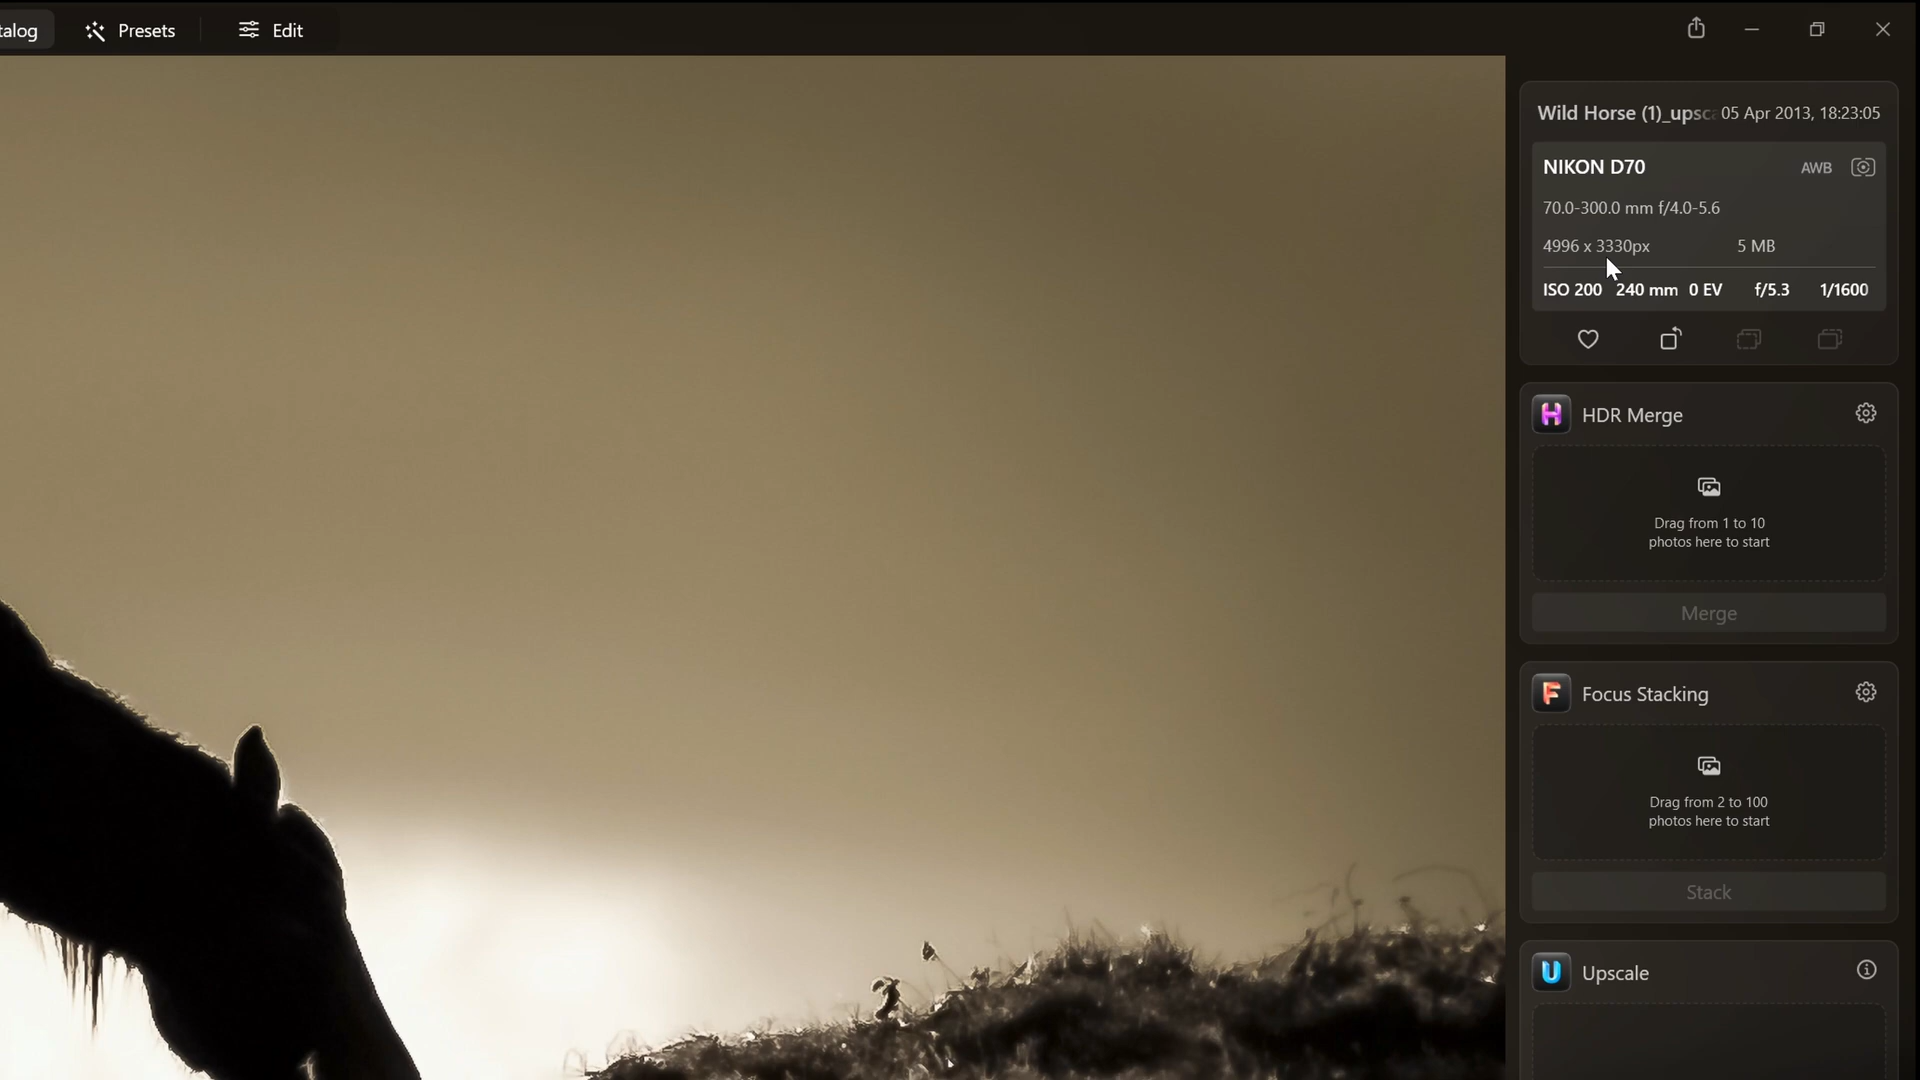 talog
Presets
Edit
Wild Horse (1)_upsc
05 Apr 2013, 18:23:05
NIKON D70
AWB
70.0-300.0 mm f/4.0-5.6
4996 x 3330px
5 MB
ISO 200 240 mm 0 EV f/5.3 1/1600
H HDR Merge
Drag from 1 to 10
photos here to start
Merge
F Focus Stacking
Drag from 2 to 100
photos here to start
Stack
U Upscale